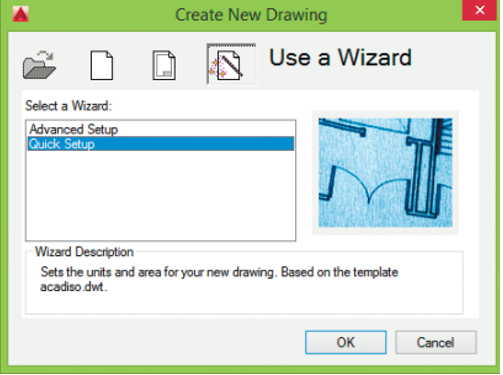 Create New Drawing
Use a Wizard
Select a Wizard:
Advanced Setup
Quick Setup
Wizard Description
Sets the units and area for your new drawing. Based on the template
acadiso.dwt.
OK
Cancel